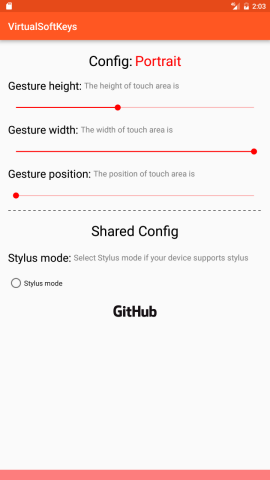 2:03
VirtualSoftKeys
Config: Portrait
Gesture height: The height of touch area is
Gesture width: The width of touch area is
Gesture position: The position of touch area is
Shared Config
Stylus mode: Select Stylus mode if your device supports stylus
Stylus mode
GitHub